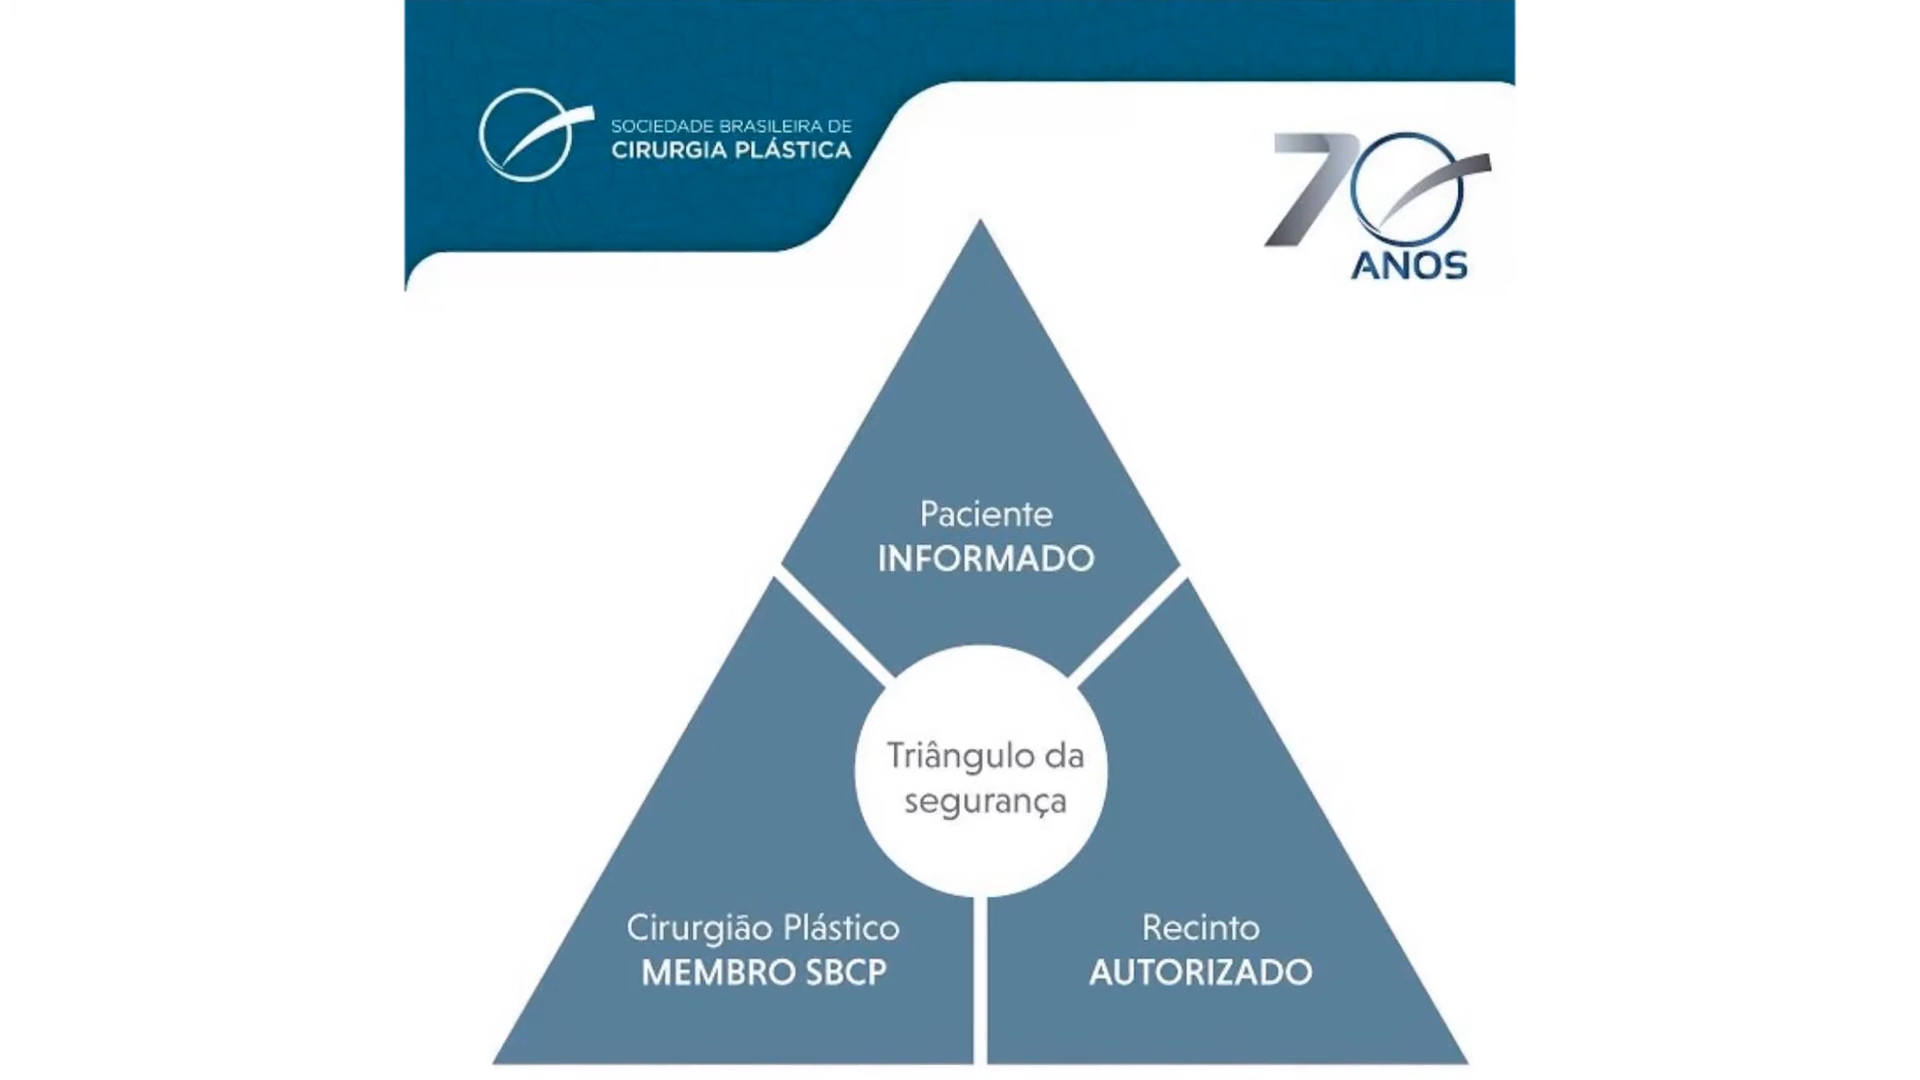 SOCIEDADE BRASILEIRA DE
CIRURGIA PLÁSTICA
70
ANOS
Paciente
INFORMADO
Triângulo da
segurança
Cirurgião Plástico
MEMBRO SBCP
Recinto
AUTORIZADO